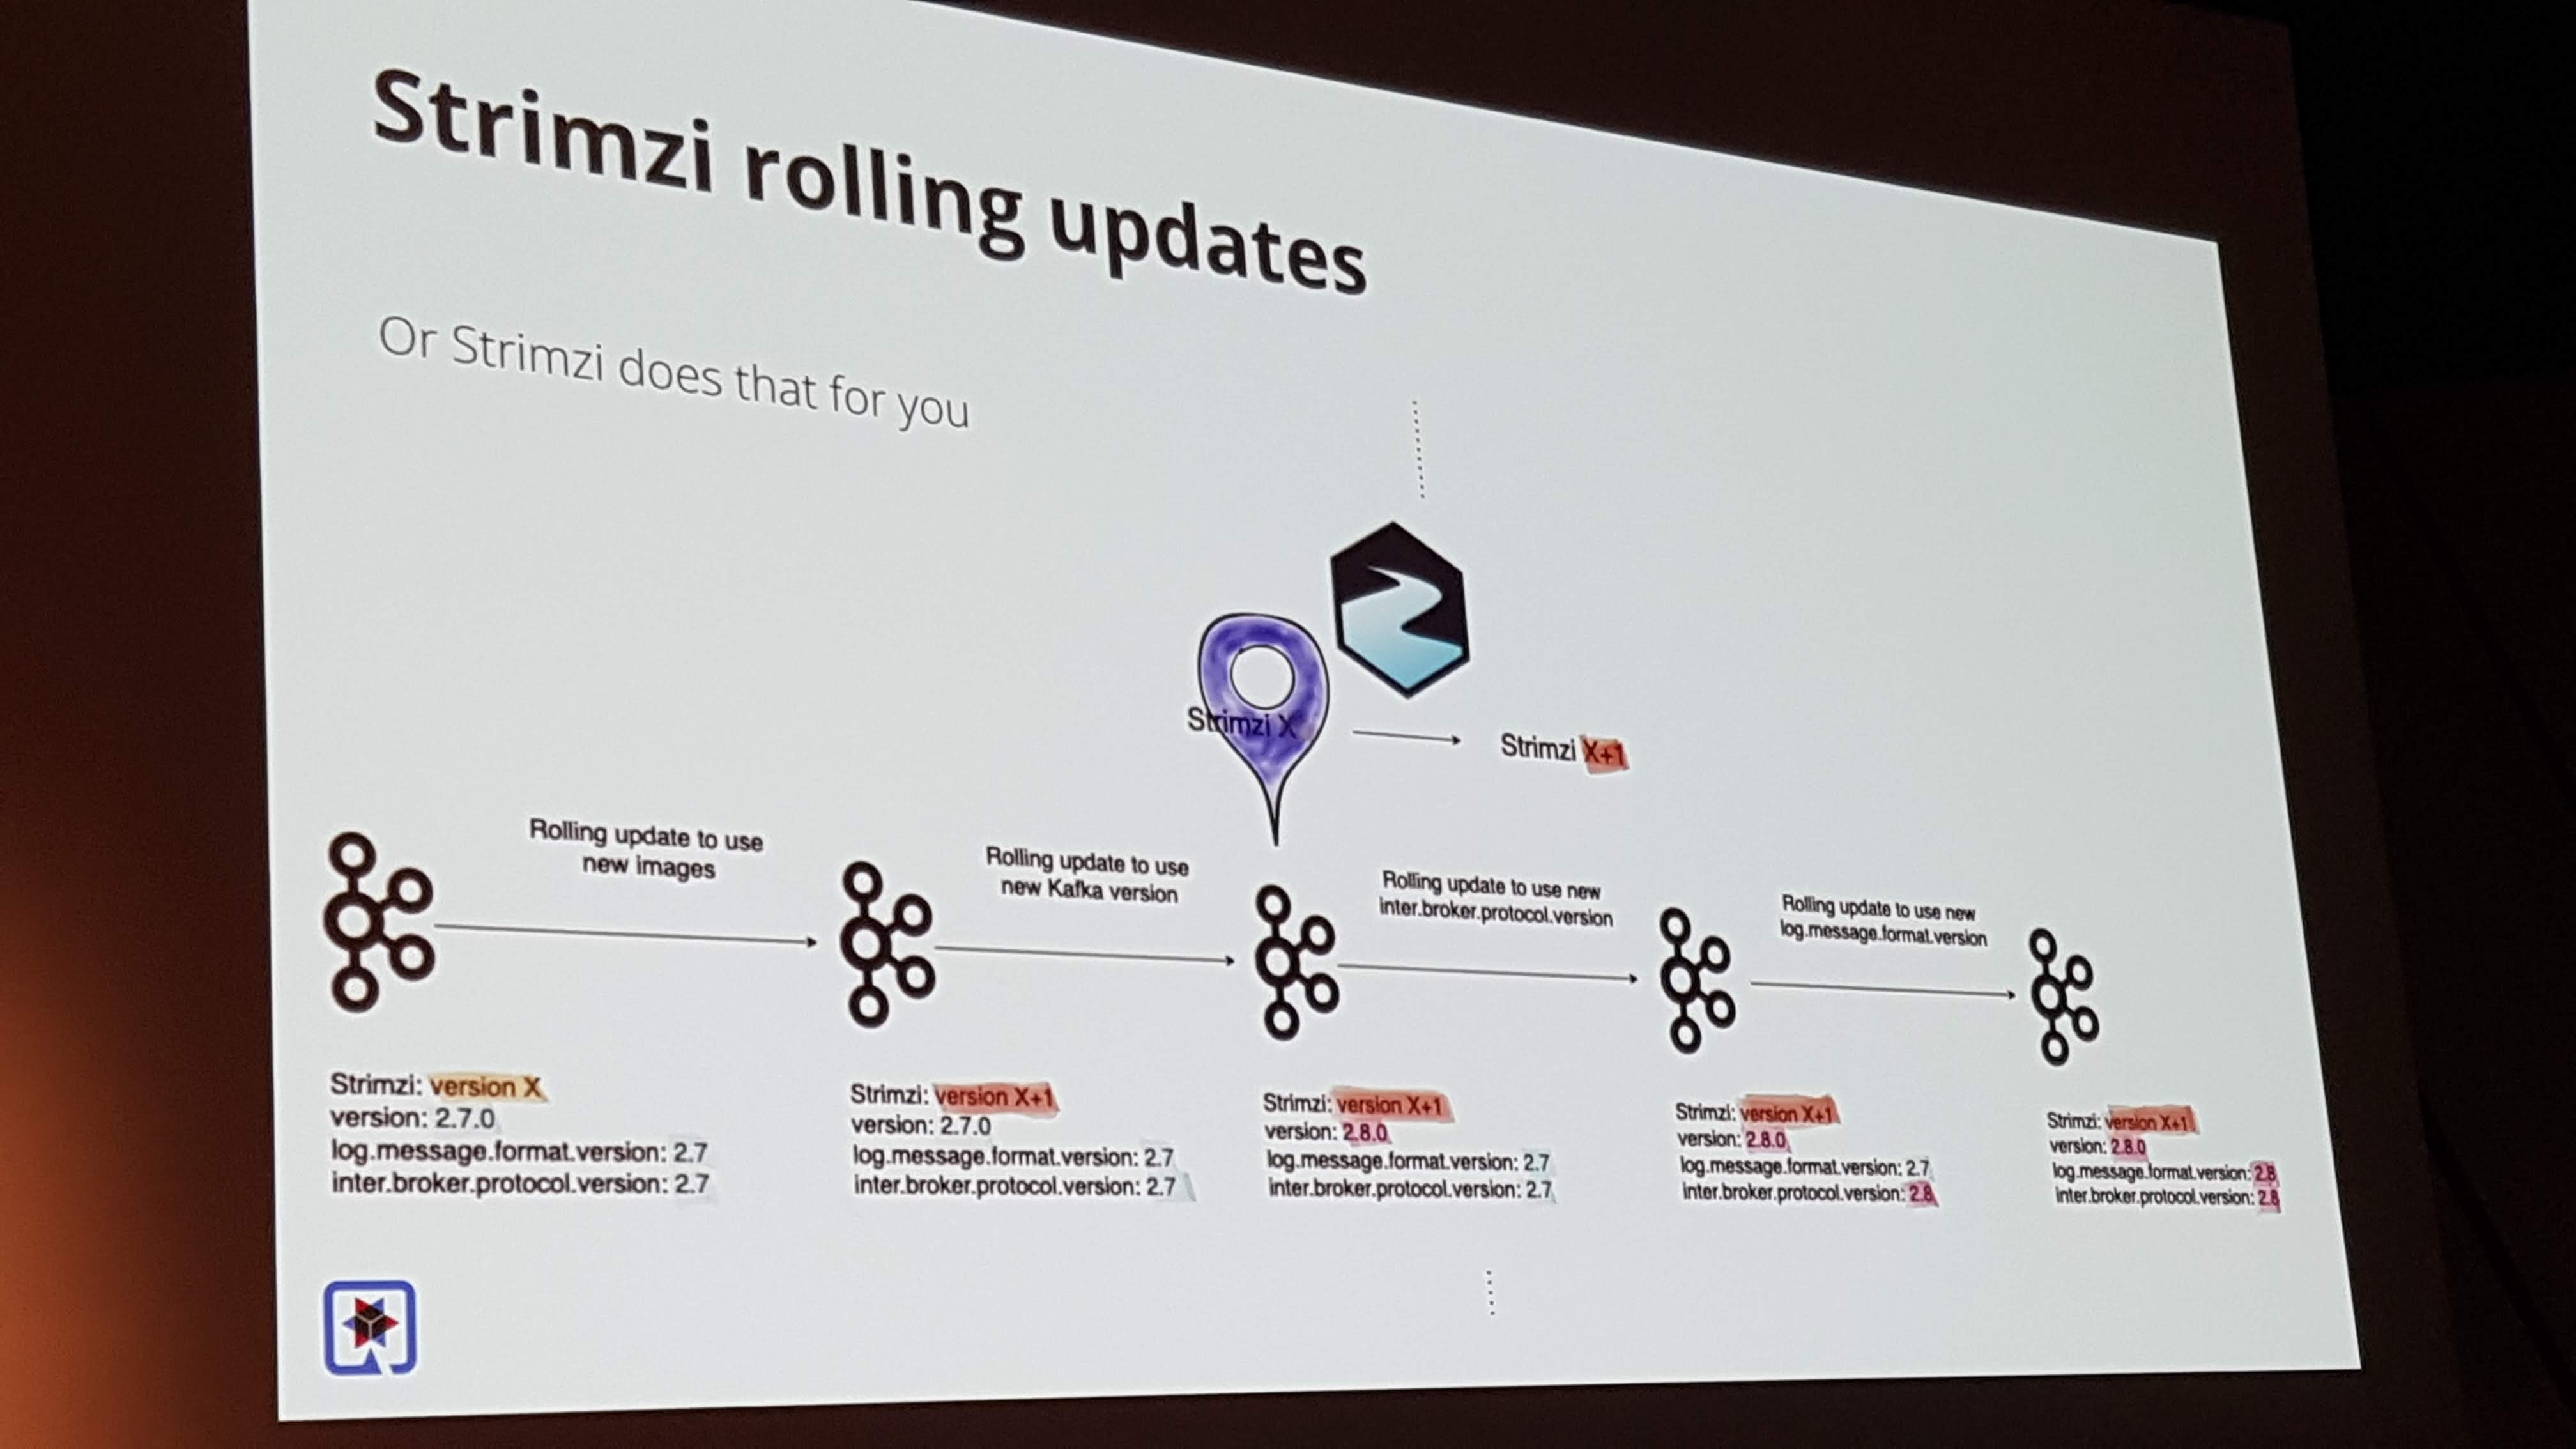 Strimzi rolling updates
Or Strimzi does that for you
Strimzi X
Strimzi X+1
Rolling update to use
new images
Rolling update to use
new Kafka version
Rolling update to use new
inter.broker.protocol.version
Rolling update to use new
log.message.format.version
Strimzi: version X
version: 2.7.0
log.message.format.version: 2.7
inter.broker.protocol.version: 2.7
Strimzi: version X+1
version: 2.7.0
log.message.format.version: 2.7
inter.broker.protocol.version: 2.7
Strimzi: version X+1
version: 2.8.0
log.message.format.version: 2.7
inter.broker.protocol.version: 2.7
Strimzi: version X+1
version: 2.8.0
log.message.format.version: 2.7
inter.broker.protocol.version: 2.8
Strimzi: version X+1
version: 2.8.0
log.message.format.version: 2.8
inter.broker.protocol.version: 2.8